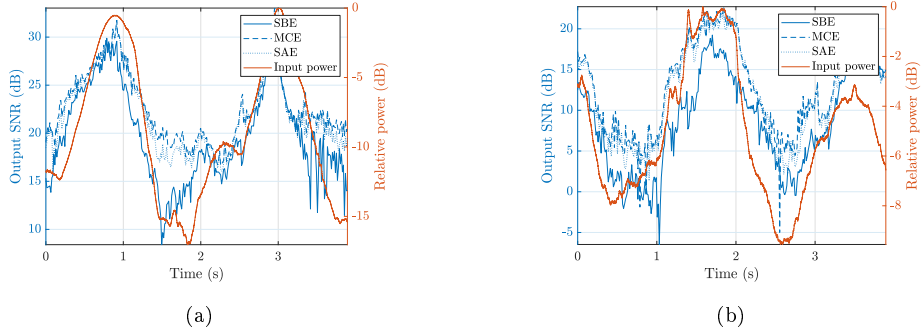 SBE
MCE
SAE
Input power
30
25
20
15
10
0
-5
-10
-15
0
1
2
3
Output SNR (dB)
Relative power (dB)
Time (s)
(a)
SBE
MCE
SAE
Input power
20
15
10
5
0
-5
0
-2
-4
-6
-8
0
1
2
3
Output SNR (dB)
Relative power (dB)
Time (s)
(b)